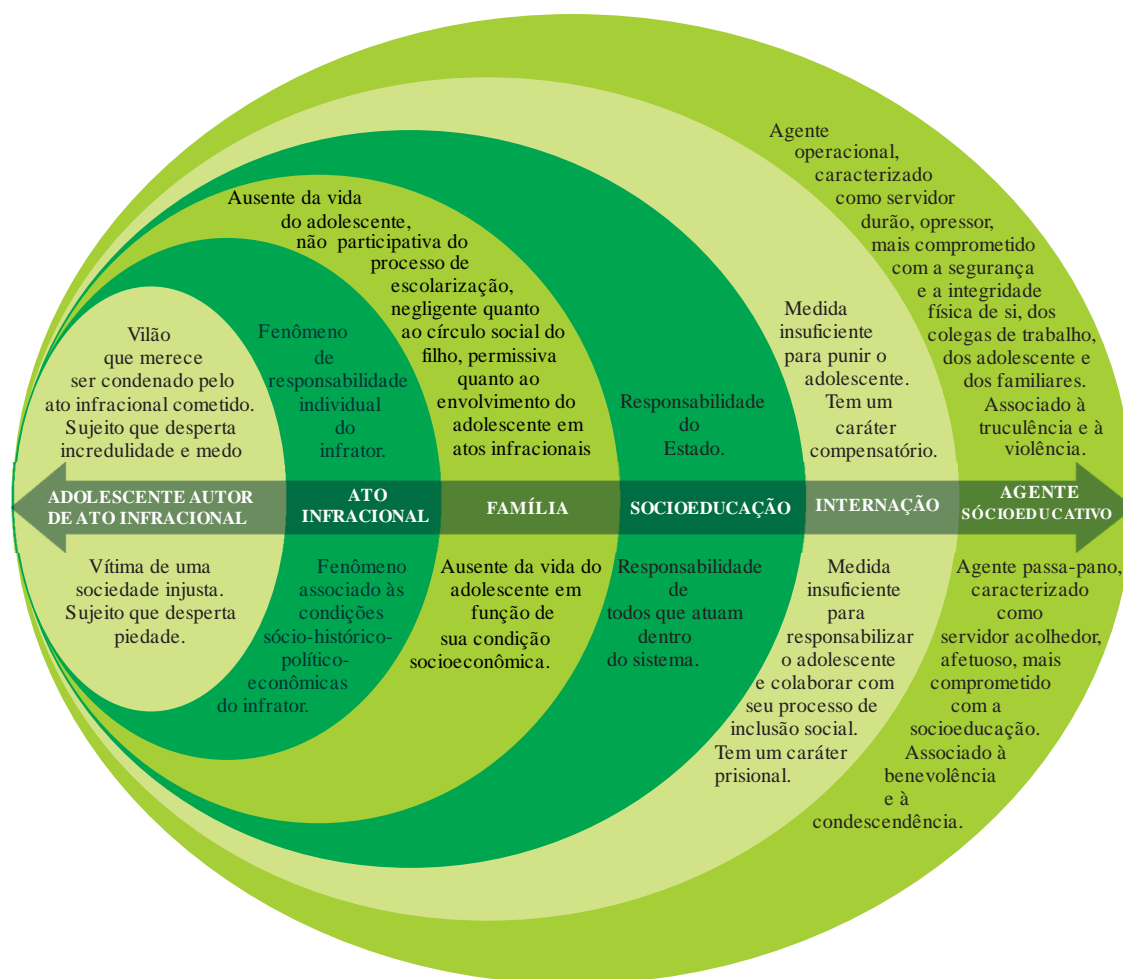 Vilão
que merece
ser condenado pelo
ato infracional cometido.
Sujeito que desperta
incredulidade e medo
Fenômeno
de
responsabilidade
individual
do
infrator.
Ausente da vida
do adolescente,
não participativa do
processo de
escolarização,
negligente quanto
ao círculo social do
filho, permissiva
quanto ao
envolvimento do
adolescente em
atos infracionais
Responsabilidade
do
Estado.
Medida
insuficiente
para punir o
adolescente.
Tem um
caráter
compensatório.
Agente
operacional,
caracterizado
como servidor
durão, opressor,
mais comprometido
com a segurança
e a integridade
física de si, dos
colegas de trabalho,
dos adolescente e
dos familiares.
Associado à
truculência e à
violência.
ADOLESCENTE AUTOR
DE ATO INFRACIONAL
ATO
INFRACIONAL
FAMÍLIA
SOCIOEDUCAÇÃO
INTERNAÇÃO
AGENTE
SÓCIOEDUCATIVO
Vítima de uma
sociedade injusta.
Sujeito que desperta
piedade.
Fenômeno
associado às
condições
sócio-histórico-
político-
econômicas
do infrator.
Ausente da vida do
adolescente em
função de
sua condição
socioeconômica.
Responsabilidade
de
todos que atuam
dentro
do sistema.
Medida
insuficiente
para
responsabilizar
o adolescente
e colaborar com
seu processo de
inclusão social.
Tem um caráter
prisional.
Agente passa-pano,
caracterizado
como
servidor acolhedor,
afetuoso, mais
comprometido
com a
socioeducação.
Associado à
benevolência
e à
condescendência.